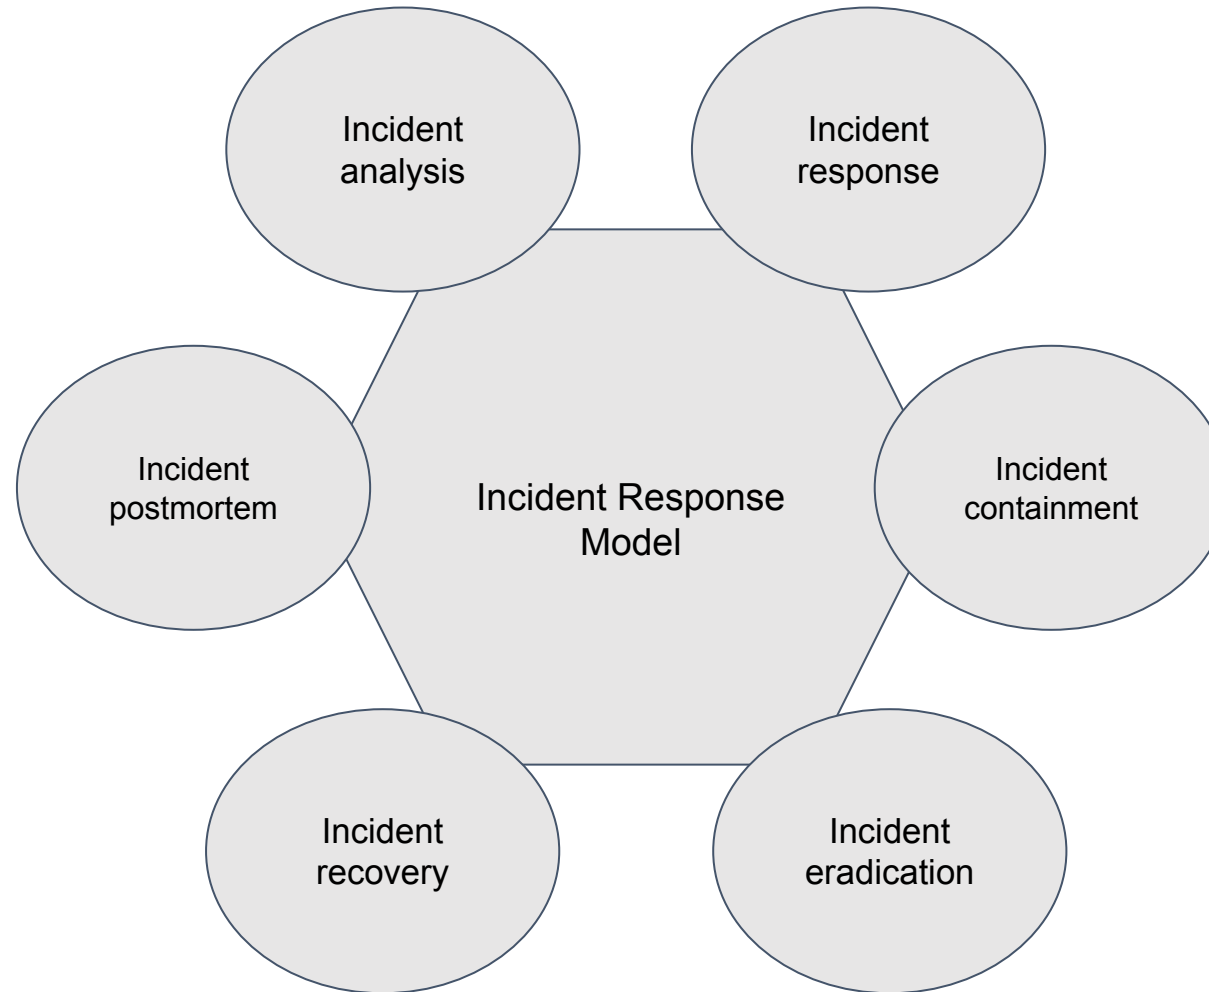 Incident
analysis
Incident
response
Incident
postmortem
Incident Response
Model
Incident
containment
Incident
recovery
Incident
eradication